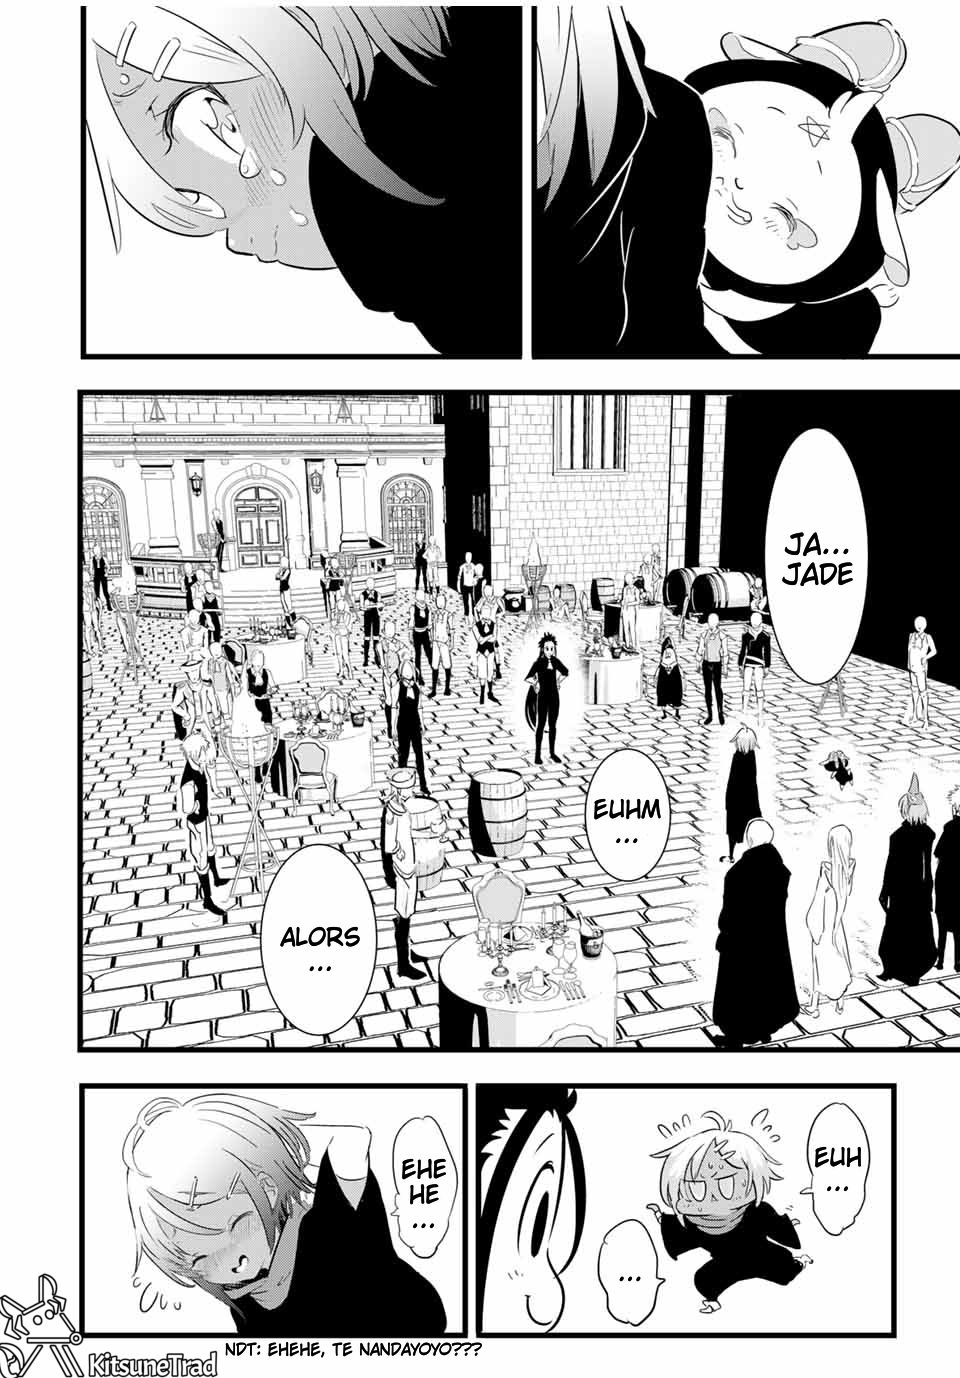 JA...
JADE
EUHM
...
ALORS
...
EUH
...
...
EHE
HE
...
NDT: EHEHE, TE NANDAYOYO???
KitsuneTrad